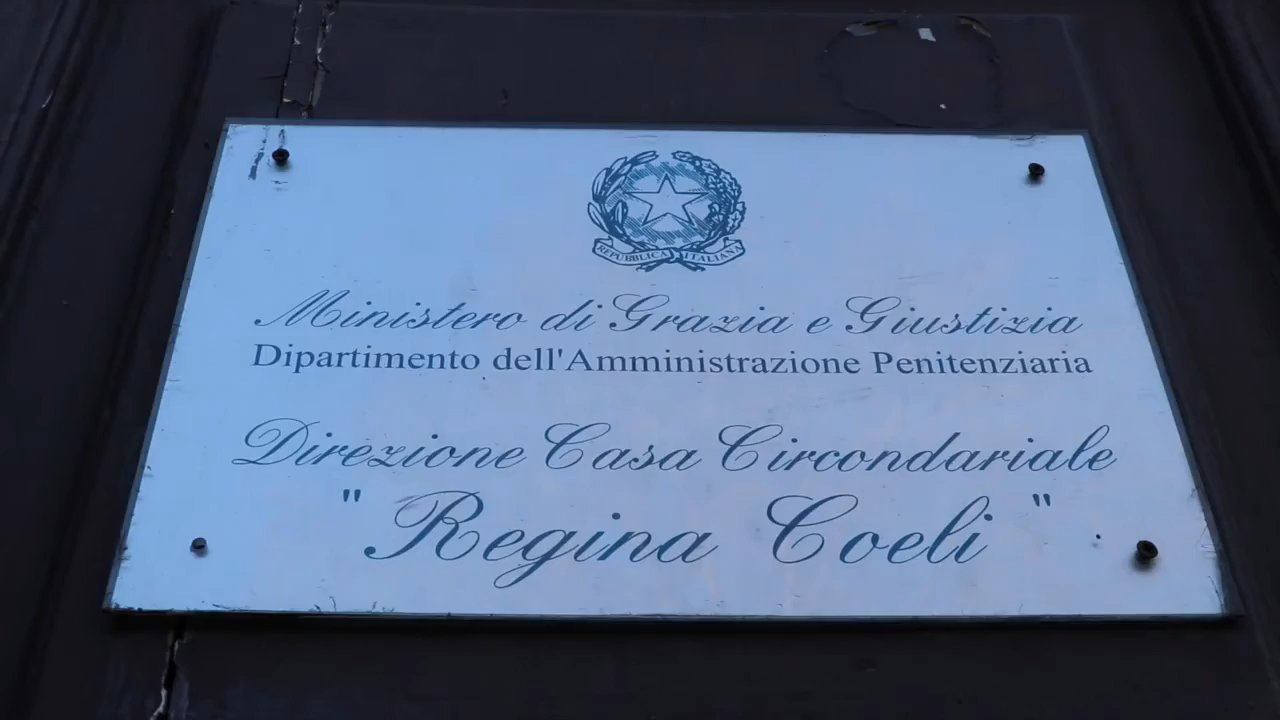 REPUBBLICA ITALIANA
Ministero di Grazia e Giustizia
Dipartimento dell'Amministrazione Penitenziaria
Direzione Casa Circondariale
" Regina Coeli "